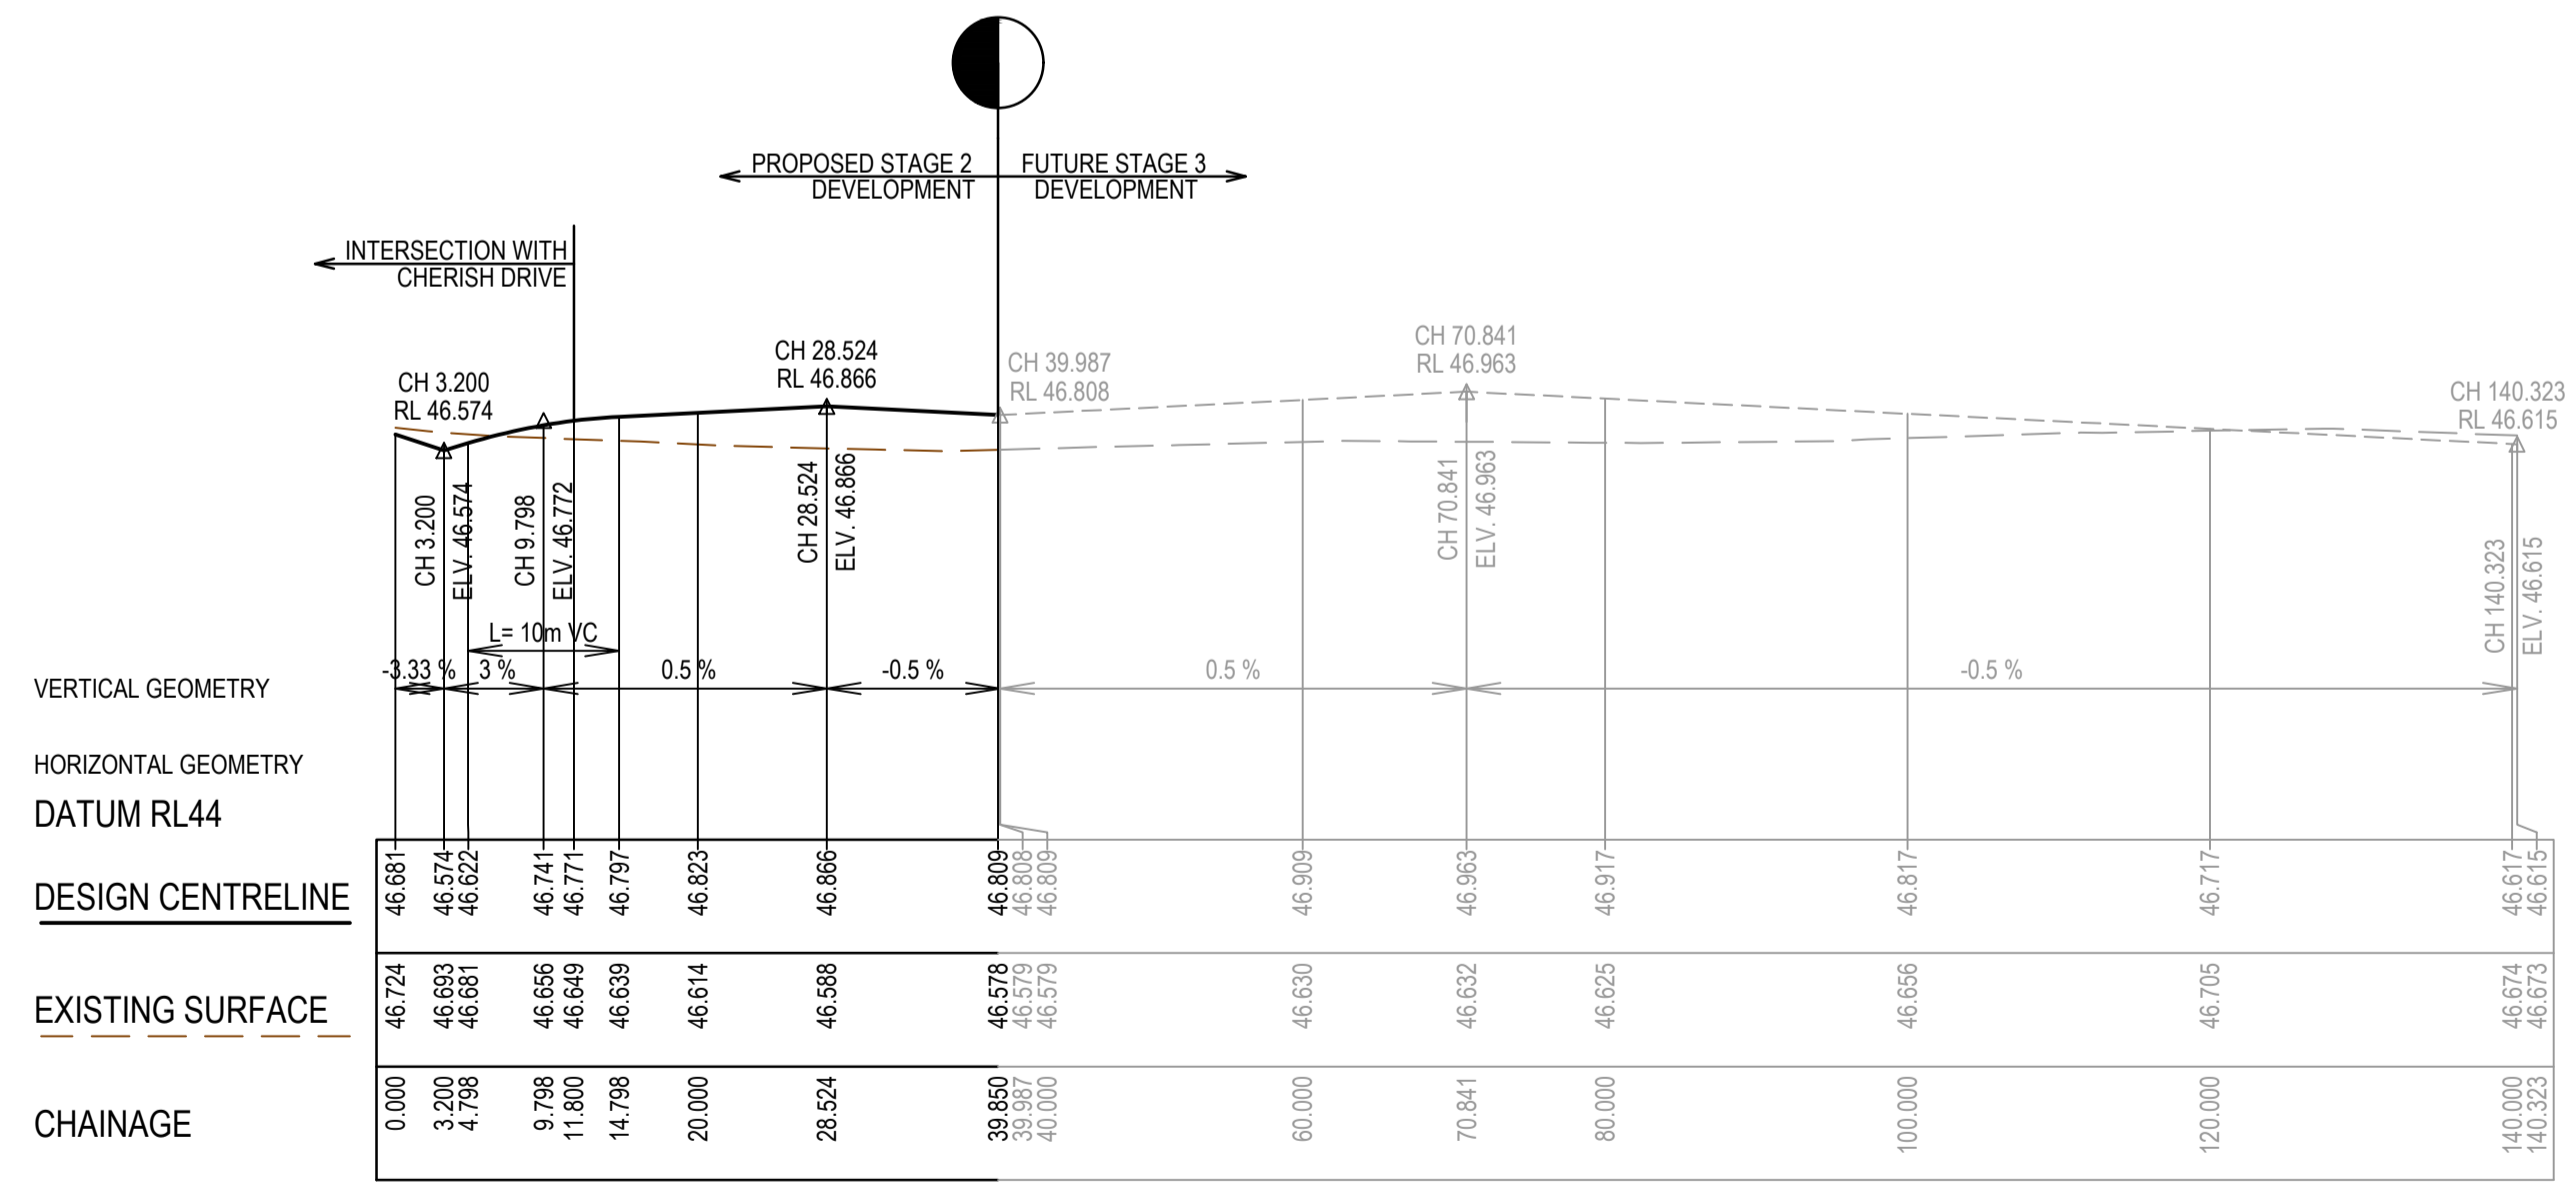 PROPOSED STAGE 2 FUTURE STAGE 3
DEVELOPMENT DEVELOPMENT
INTERSECTION WITH
CHERISH DRIVE
CH 3.200
RL 46.574
CH 28.524
RL 46.866
CH 39.987
RL 46.808
CH 70.841
RL 46.963
CH 140.323
RL 46.615
CH 3.200
ELV. 46.574
CH 9.798
ELV. 46.772
CH 28.524
ELV. 46.866
CH 70.841
ELV. 46.963
CH 140.323
ELV. 46.615
L= 10m VC
-3.33 % 3 % 0.5 % -0.5 % 0.5 % -0.5 %
VERTICAL GEOMETRY
HORIZONTAL GEOMETRY
DATUM RL44
DESIGN CENTRELINE 46.681 46.574 46.622 46.741 46.771 46.797 46.823 46.866 46.809 46.808 46.809 46.909 46.963 46.917 46.817 46.717 46.617 46.615
EXISTING SURFACE 46.724 46.693 46.681 46.656 46.649 46.639 46.614 46.588 46.578 46.579 46.579 46.630 46.632 46.625 46.656 46.705 46.674 46.673
CHAINAGE 0.000 3.200 4.798 9.798 11.800 14.798 20.000 28.524 39.850 39.987 40.000 60.000 70.841 80.000 100.000 120.000 140.000 140.323